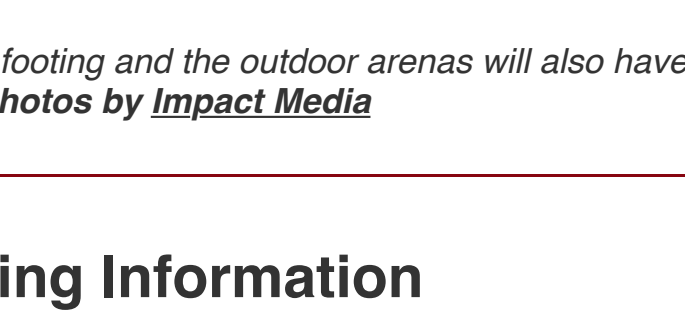 footing and the outdoor arenas will also have
hotos by Impact Media
ing Information